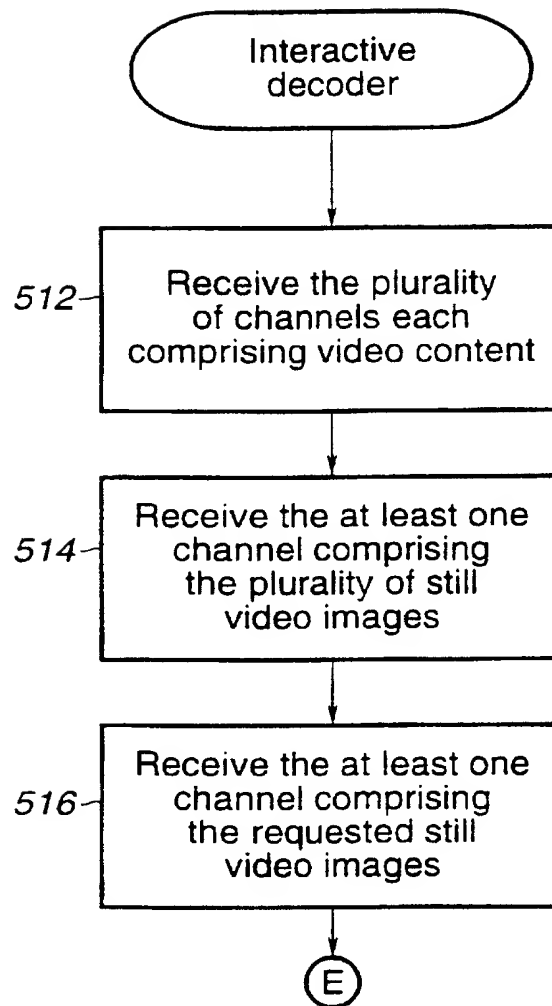 Interactive
decoder
512
Receive the plurality
of channels each
comprising video content
514
Receive the at least one
channel comprising
the plurality of still
video images
516
Receive the at least one
channel comprising
the requested still
video images
E